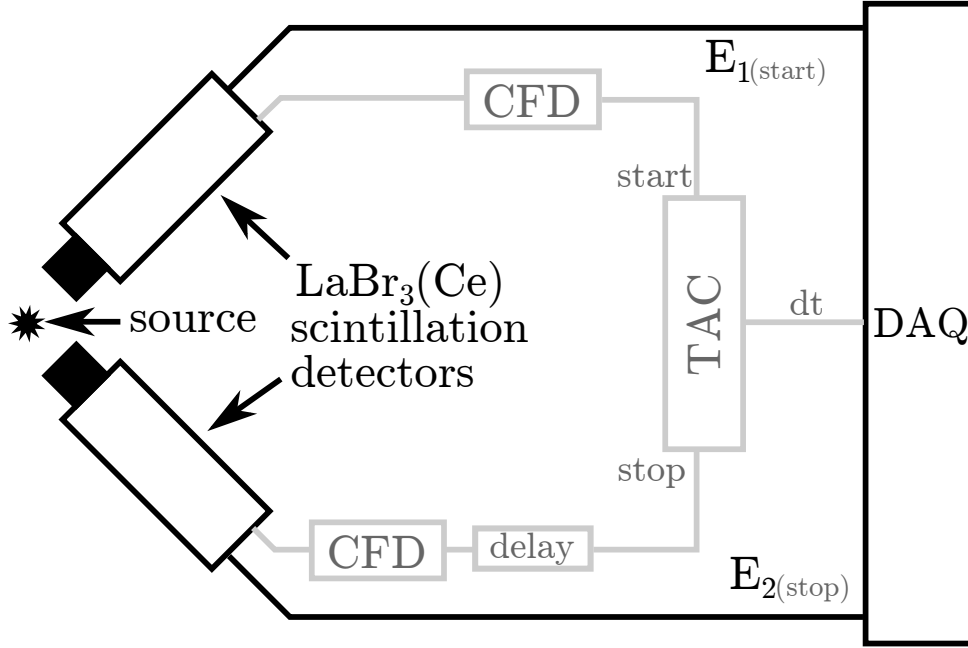 E1(start)
CFD
start
LaBr3(Ce)
scintillation
detectors
source
TAC
dt
DAQ
stop
CFD
delay
E2(stop)